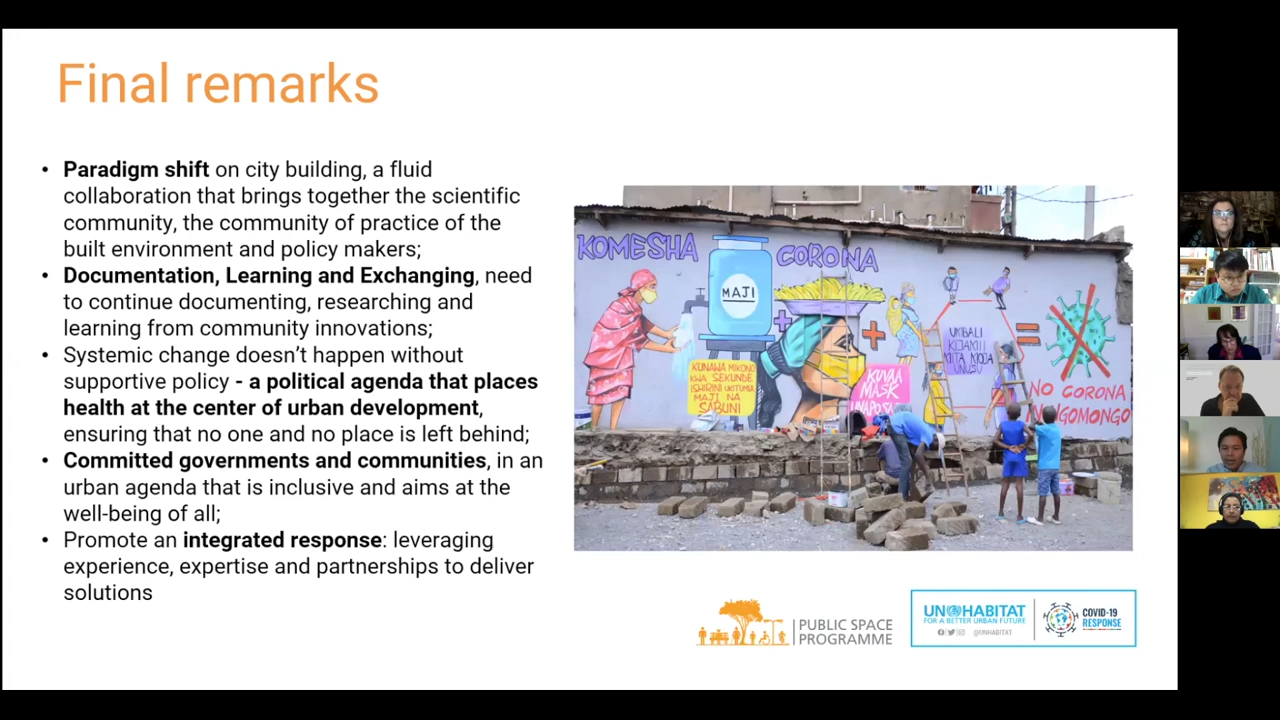 Final remarks
• Paradigm shift on city building, a fluid
collaboration that brings together the scientific
community, the community of practice of the
built environment and policy makers;
• Documentation, Learning and Exchanging, need
to continue documenting, researching and
learning from community innovations;
• Systemic change doesn’t happen without
supportive policy - a political agenda that places
health at the center of urban development,
ensuring that no one and no place is left behind;
• Committed governments and communities, in an
urban agenda that is inclusive and aims at the
well-being of all;
• Promote an integrated response: leveraging
experience, expertise and partnerships to deliver
solutions
KOMESHA CORONA
MAJI
KUNAWA MIKONO
KWA SEKUNDE
ISHIRINI UKITUMIA
MAJI NA
SABUNI
KUVAA
MASK
UMBALI
KIJAMII
MITA
NO CORONA
PUBLIC SPACE
PROGRAMME
UN HABITAT
FOR A BETTER URBAN FUTURE
@UNHABITAT
COVID-19
RESPONSE